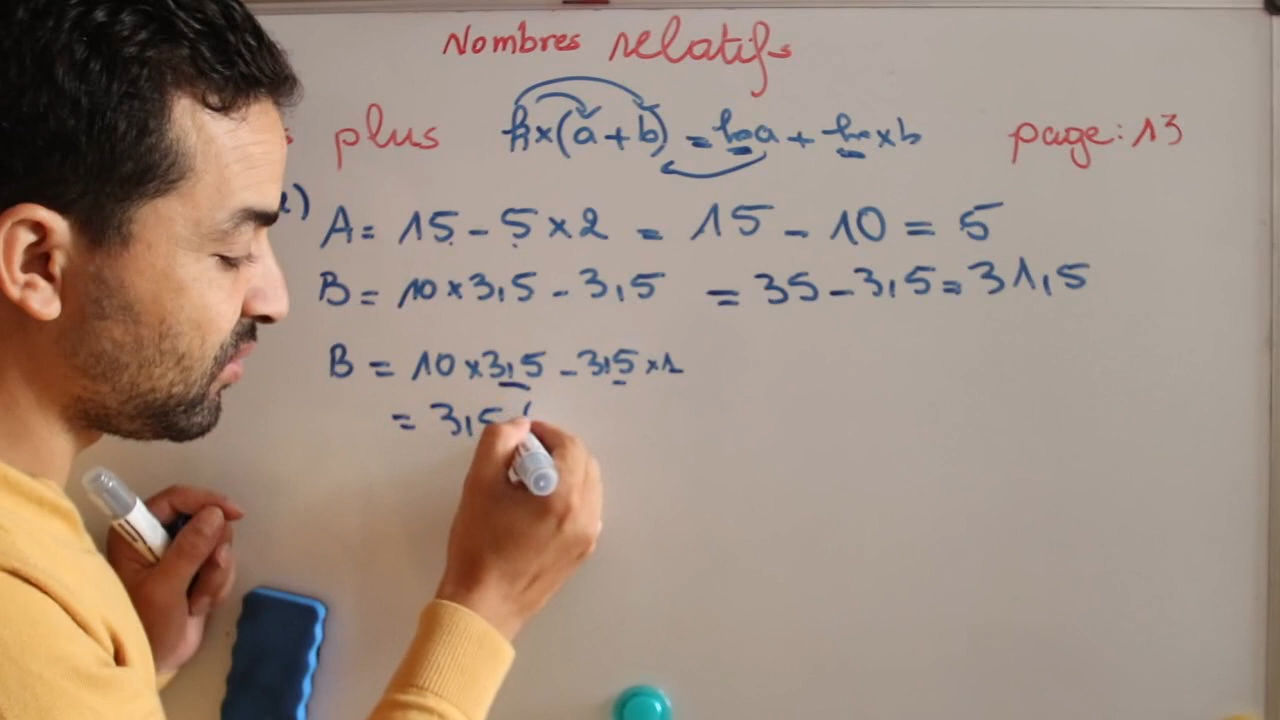 Nombres relatifs
plus k×(a+b) = k×a + k×b page: 13
A = 15 - 5 × 2 = 15 - 10 = 5
B = 10 × 3,5 - 3,5 = 35 - 3,5 = 31,5
B = 10 × 3,5 - 3,5 × 1
= 3,5 (